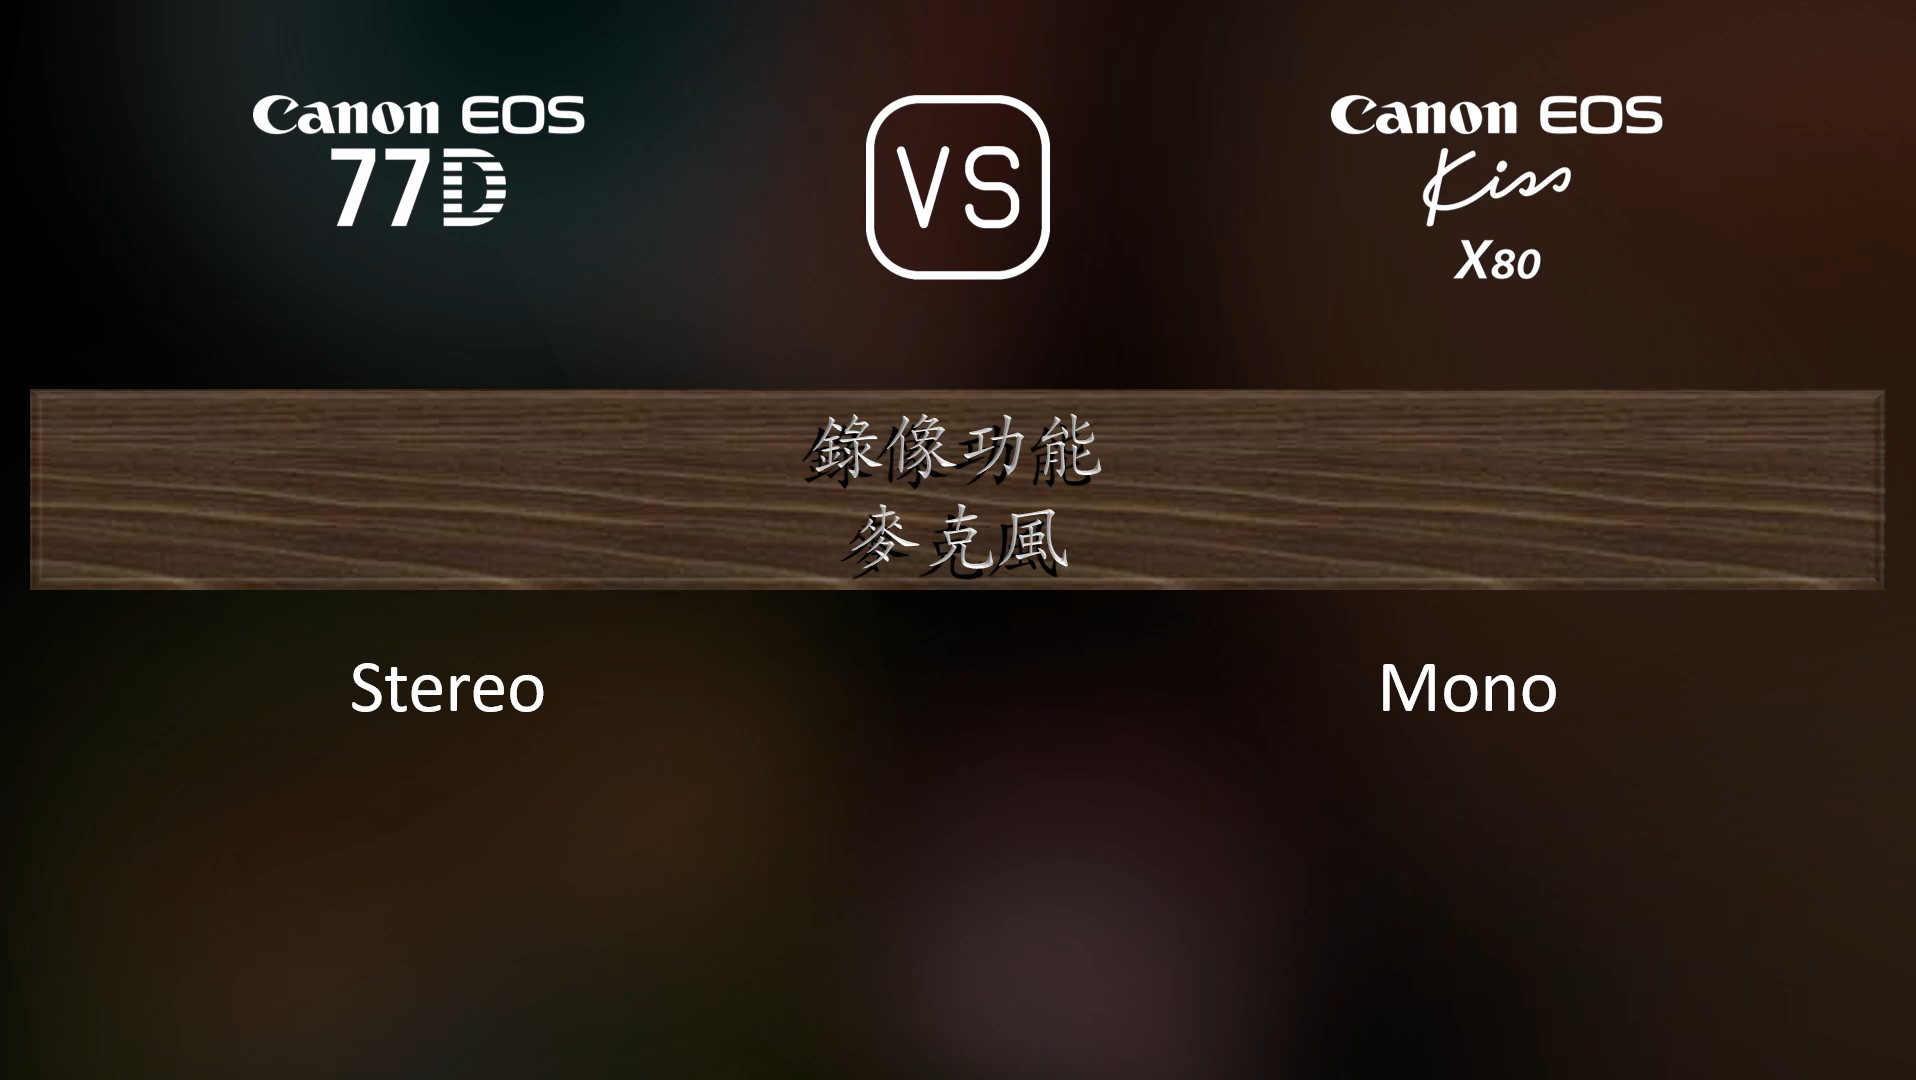 Canon EOS
77D
VS
Canon EOS
Kiss
X80
錄像功能
麥克風
Stereo
Mono